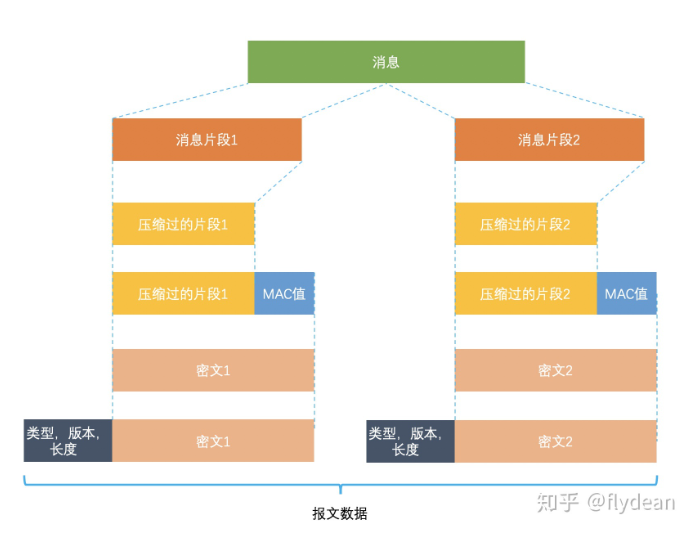 消息
消息片段1
消息片段2
压缩过的片段1
压缩过的片段2
压缩过的片段1
MAC值
压缩过的片段2
MAC值
密文1
密文2
类型，版本，
长度
密文1
类型，版本，
长度
密文2
报文数据
知乎 @flydean